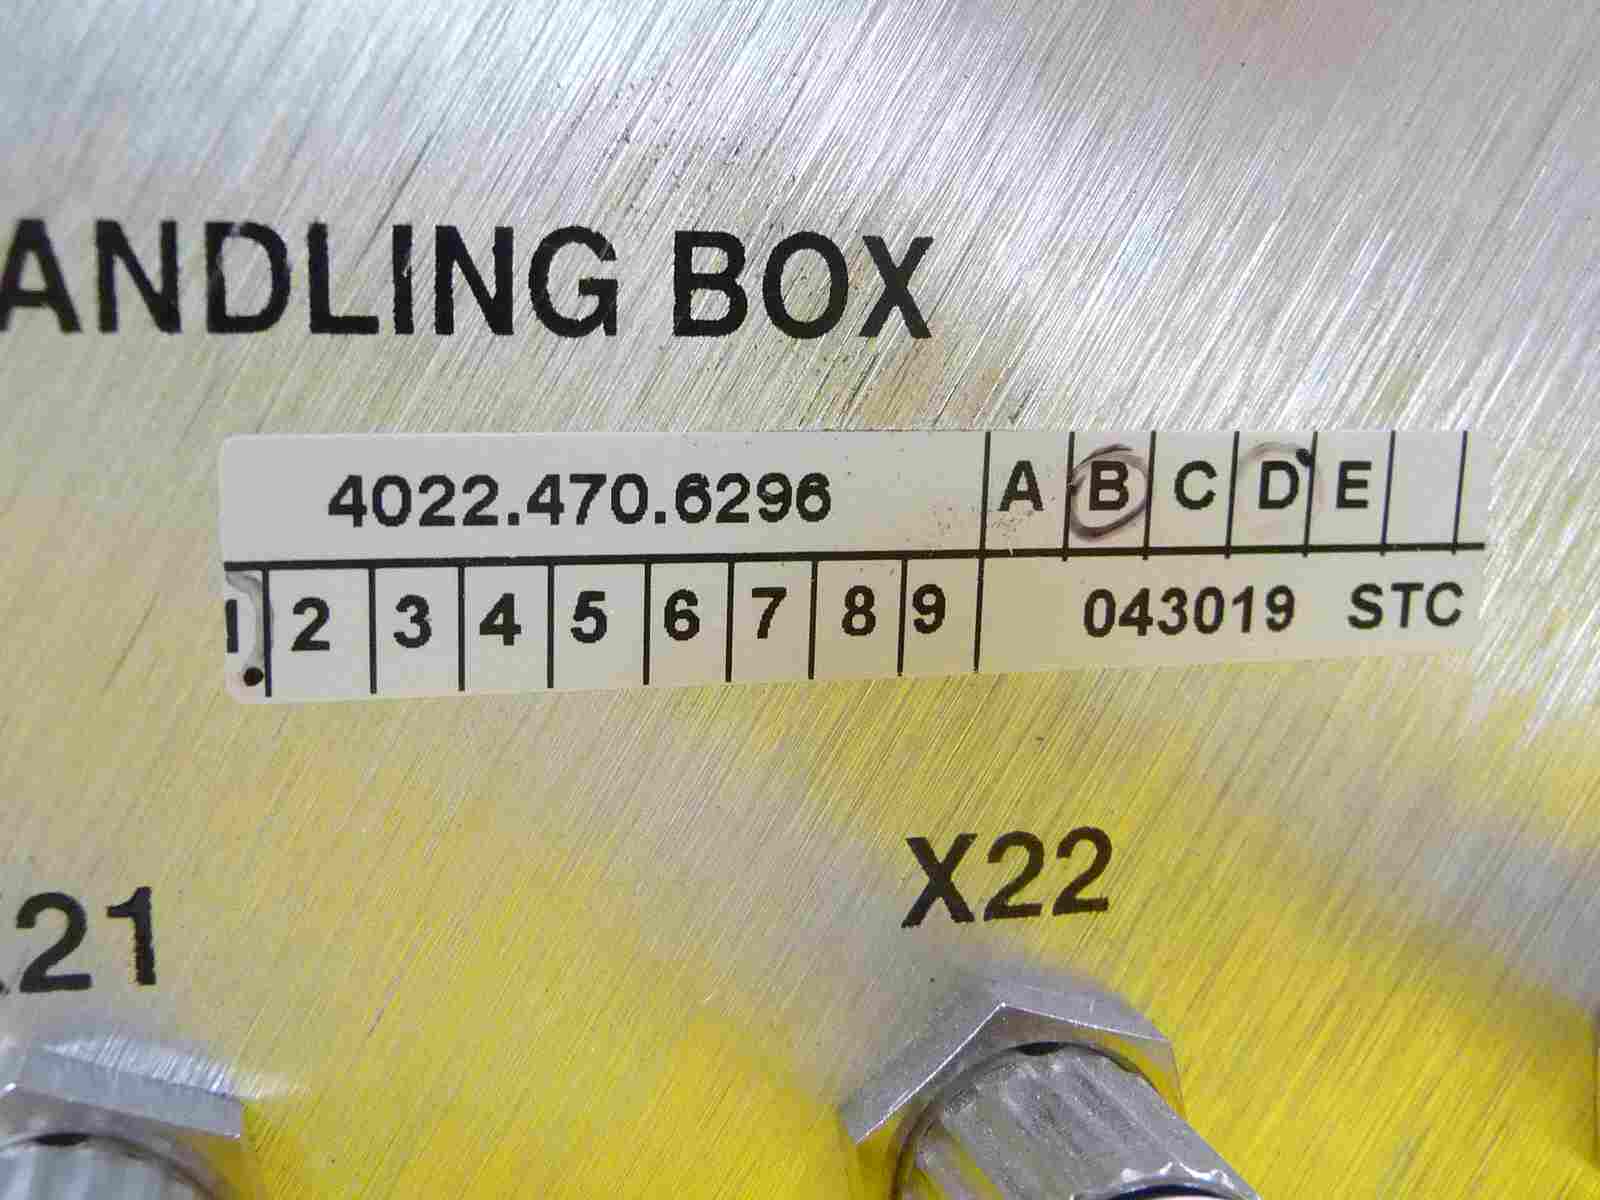 ANDLING BOX
4022.470.6296 A B C D E
1 2 3 4 5 6 7 8 9 043019 STC
X22
21